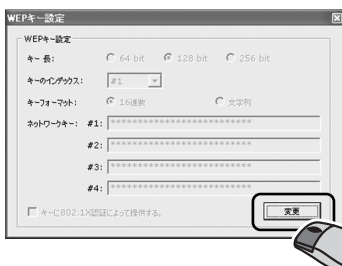 WEPキー設定
WEPキー設定
キー 長: 64 bit 128 bit 256 bit
キーのインデックス: #1
キーフォーマット: 16進数 文字列
ネットワークキー: #1: **************************
#2: **************************
#3: **************************
#4: **************************
キーに802.1X認証によって提供する。
変更